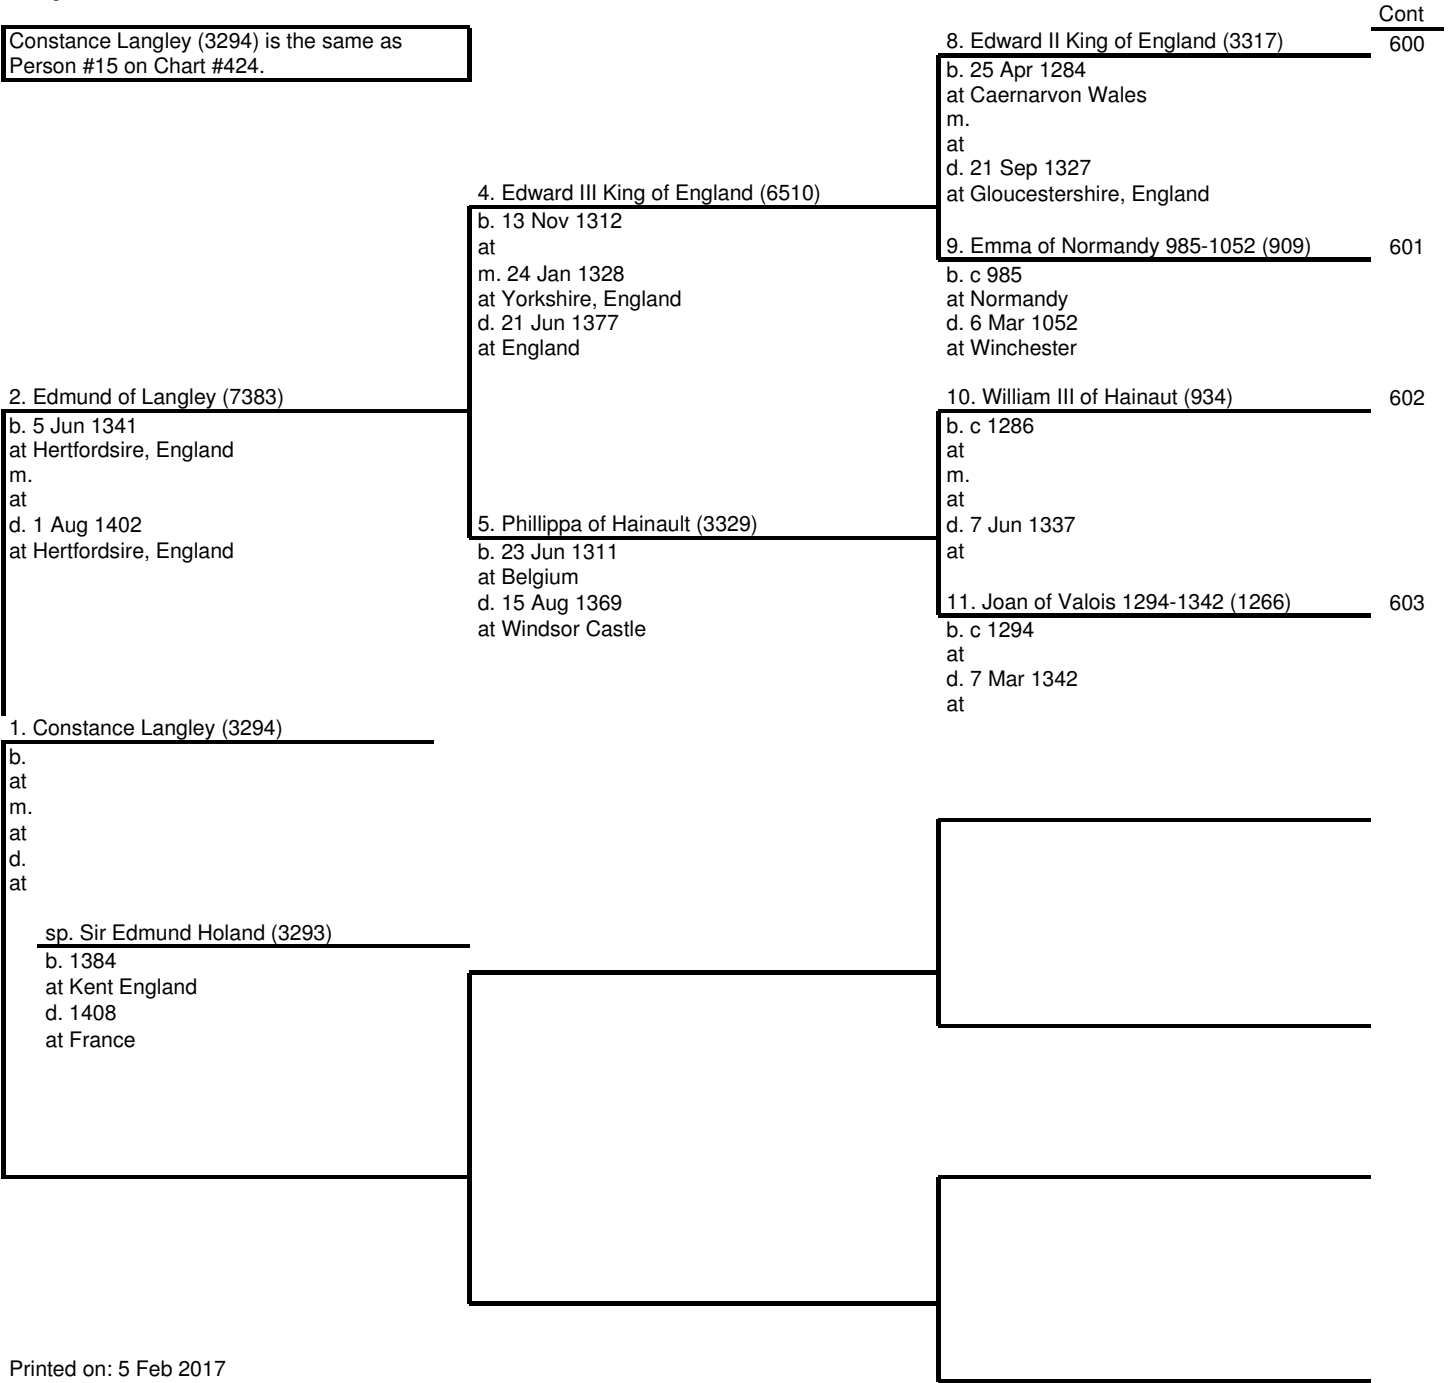 Cont
Constance Langley (3294) is the same as
Person #15 on Chart #424.
8. Edward II King of England (3317)
600
b. 25 Apr 1284
at Caernarvon Wales
m.
at
d. 21 Sep 1327
at Gloucestershire, England
4. Edward III King of England (6510)
b. 13 Nov 1312
at
m. 24 Jan 1328
at Yorkshire, England
d. 21 Jun 1377
at England
9. Emma of Normandy 985-1052 (909)
601
b. c 985
at Normandy
d. 6 Mar 1052
at Winchester
2. Edmund of Langley (7383)
b. 5 Jun 1341
at Hertfordsire, England
m.
at
d. 1 Aug 1402
at Hertfordsire, England
10. William III of Hainaut (934)
602
b. c 1286
at
m.
at
d. 7 Jun 1337
at
5. Phillippa of Hainault (3329)
b. 23 Jun 1311
at Belgium
d. 15 Aug 1369
at Windsor Castle
11. Joan of Valois 1294-1342 (1266)
603
b. c 1294
at
d. 7 Mar 1342
at
1. Constance Langley (3294)
b.
at
m.
at
d.
at
sp. Sir Edmund Holand (3293)
b. 1384
at Kent England
d. 1408
at France
Printed on: 5 Feb 2017